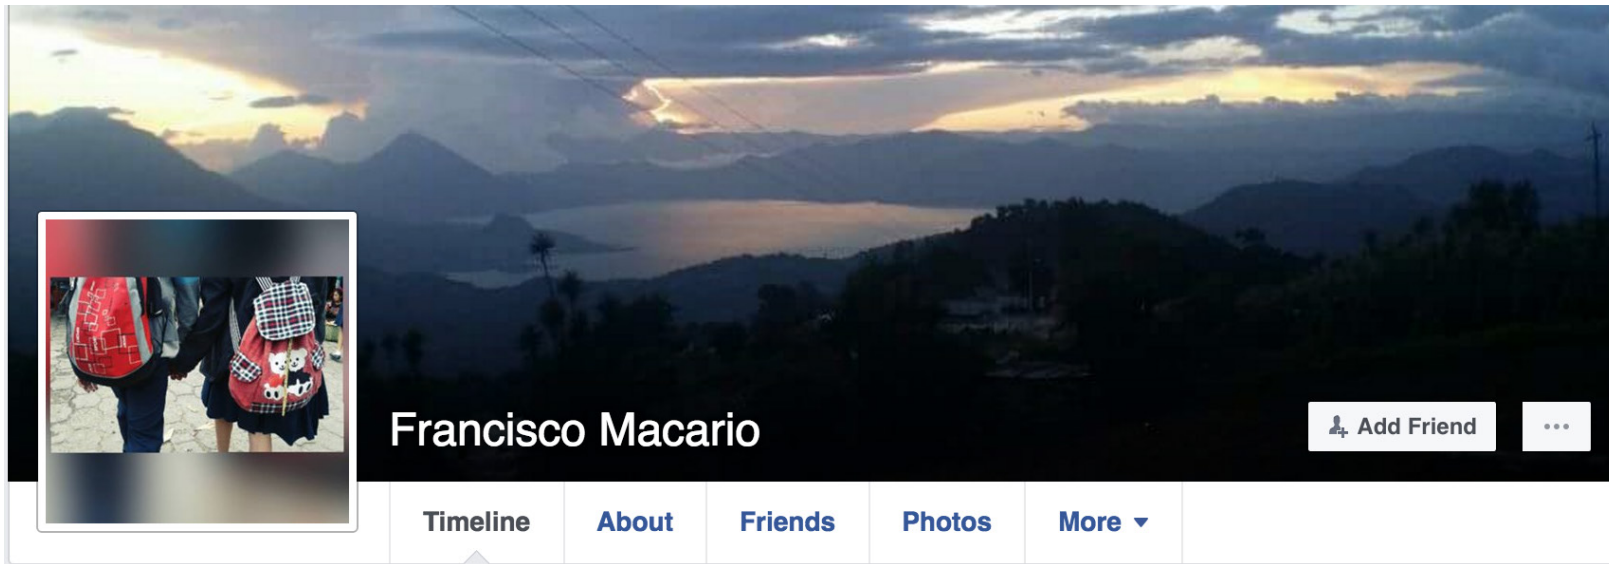 Francisco Macario
Add Friend
Timeline
About
Friends
Photos
More